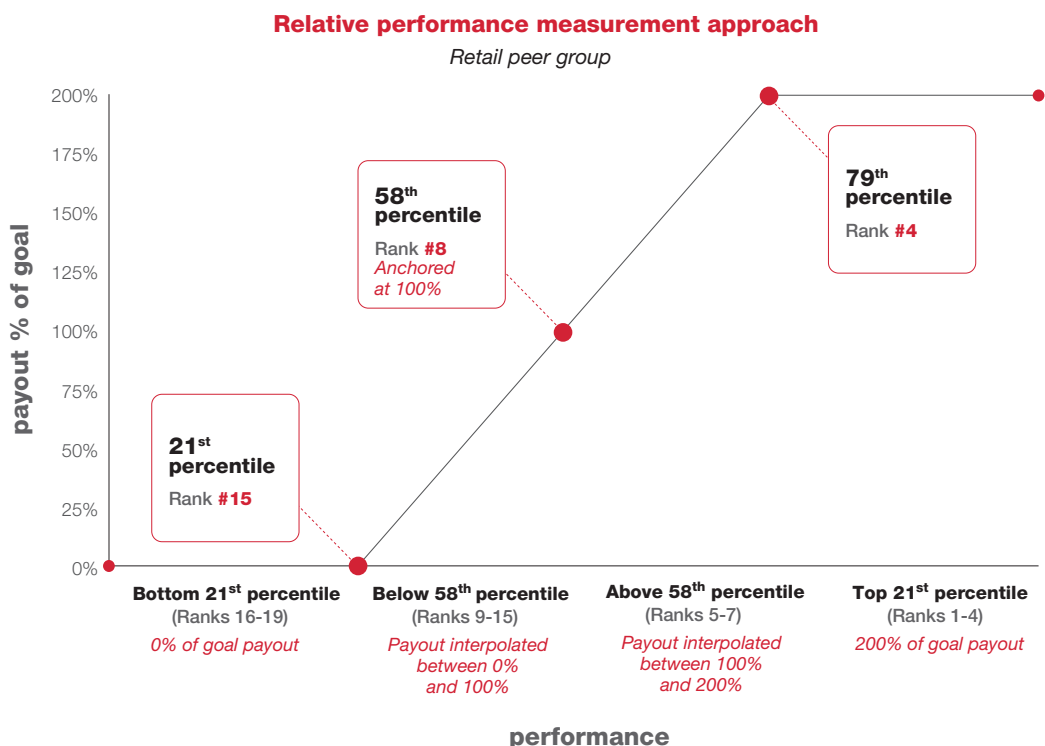 Relative performance measurement approach
Retail peer group
payout % of goal
200%
175%
150%
125%
100%
75%
50%
25%
0%
21st
percentile
Rank #15
58th
percentile
Rank #8
Anchored
at 100%
79th
percentile
Rank #4
Bottom 21st percentile
(Ranks 16-19)
0% of goal payout
Below 58th percentile
(Ranks 9-15)
Payout interpolated
between 0%
and 100%
Above 58th percentile
(Ranks 5-7)
Payout interpolated
between 100%
and 200%
Top 21st percentile
(Ranks 1-4)
200% of goal payout
performance